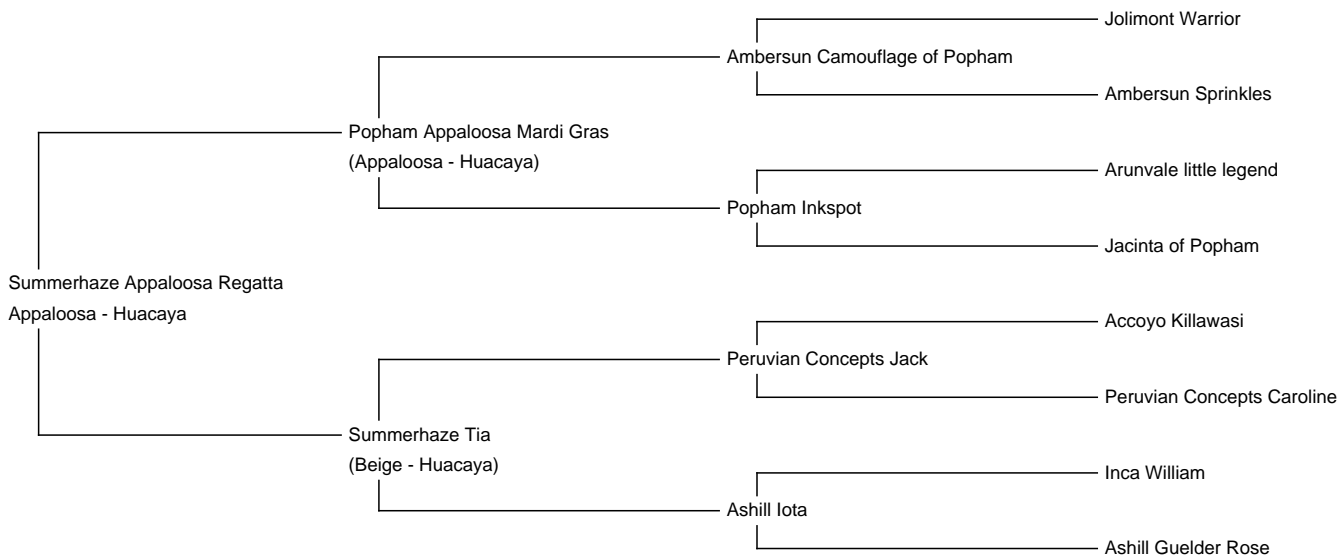 Jolimont Warrior
Ambersun Camouflage of Popham
Ambersun Sprinkles
Popham Appaloosa Mardi Gras
(Appaloosa - Huacaya)
Arunvale little legend
Popham Inkspot
Jacinta of Popham
Summerhaze Appaloosa Regatta
Appaloosa - Huacaya
Accoyo Killawasi
Peruvian Concepts Jack
Peruvian Concepts Caroline
Summerhaze Tia
(Beige - Huacaya)
Inca William
Ashill Iota
Ashill Guelder Rose